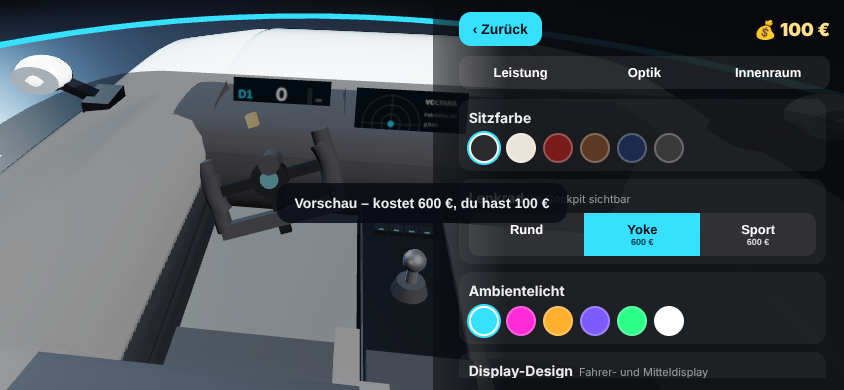 ‹ Zurück
💰 100 €
Leistung
Optik
Innenraum
Sitzfarbe
Vorschau – kostet 600 €, du hast 100 €
sichtbar
Rund
Yoke
600 €
Sport
600 €
Ambientelicht
Display-Design Fahrer- und Mitteldisplay
D1
0
VOLTARA